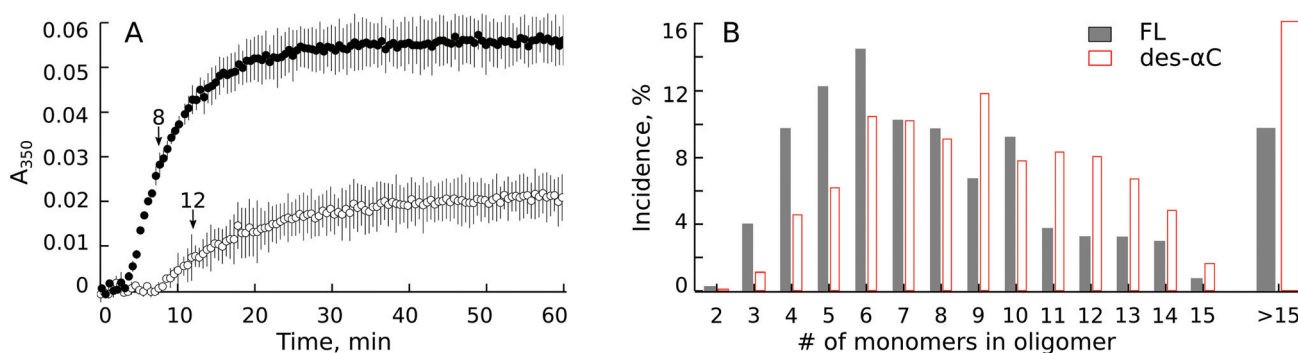 A
0.06
0.05
0.04
0.03
0.02
0.01
0
A350
8
12
0 10 20 30 40 50 60
Time, min
B
FL
des-αC
16
12
8
4
0
Incidence, %
2 3 4 5 6 7 8 9 10 11 12 13 14 15 >15
# of monomers in oligomer